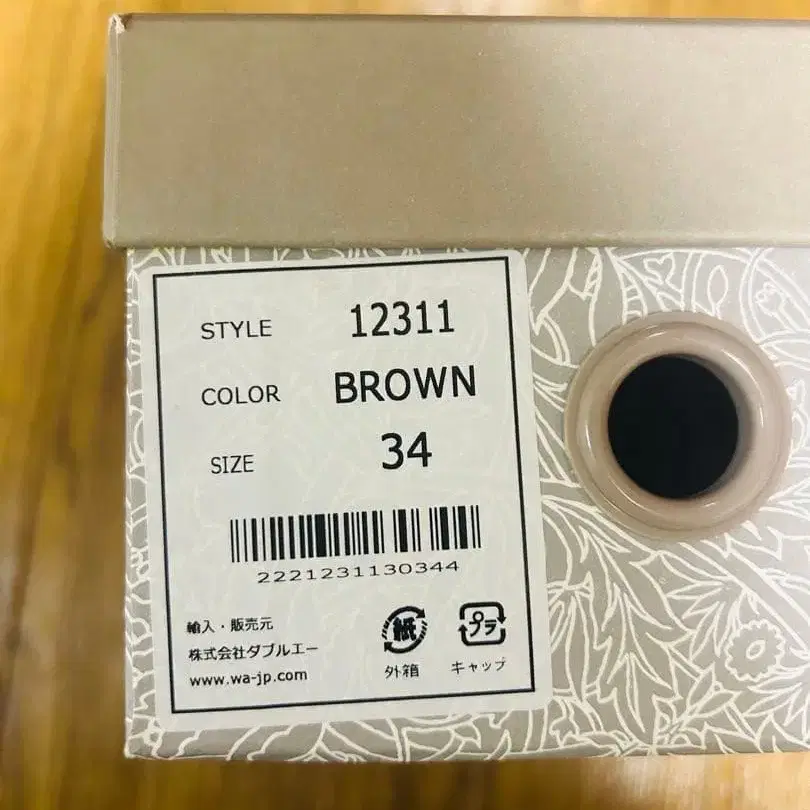 STYLE 12311
COLOR BROWN
SIZE 34
2221231130344
輸入・販売元
株式会社ダブルエー
www.wa-jp.com
紙
外箱
プラ
キャップ